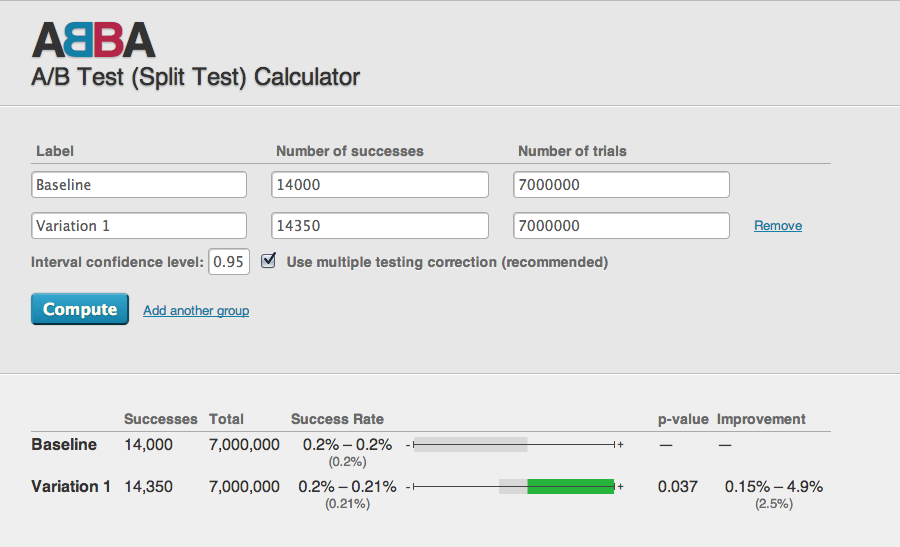 ABBA
A/B Test (Split Test) Calculator
Label Number of successes Number of trials
Baseline 14000 7000000
Variation 1 14350 7000000 Remove
Interval confidence level: 0.95 Use multiple testing correction (recommended)
Compute Add another group
Successes Total Success Rate p-value Improvement
Baseline 14,000 7,000,000 0.2% – 0.2% - + — —
(0.2%)
Variation 1 14,350 7,000,000 0.2% – 0.21% - + 0.037 0.15% – 4.9%
(0.21%) (2.5%)